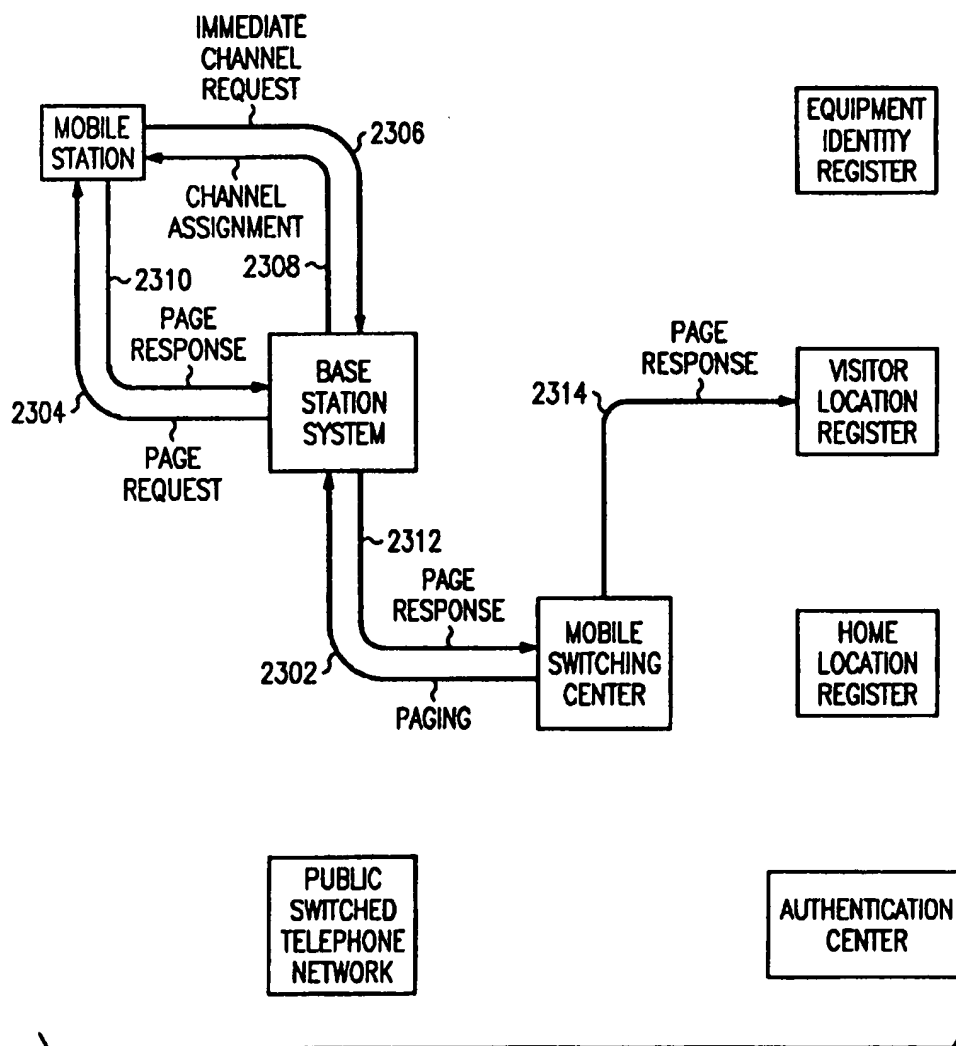 IMMEDIATE
CHANNEL
REQUEST
2306
MOBILE
STATION
EQUIPMENT
IDENTITY
REGISTER
CHANNEL
ASSIGNMENT
2308
2310
PAGE
RESPONSE
2304
PAGE
REQUEST
BASE
STATION
SYSTEM
PAGE
RESPONSE
2314
VISITOR
LOCATION
REGISTER
2312
PAGE
RESPONSE
2302
PAGING
MOBILE
SWITCHING
CENTER
HOME
LOCATION
REGISTER
PUBLIC
SWITCHED
TELEPHONE
NETWORK
AUTHENTICATION
CENTER